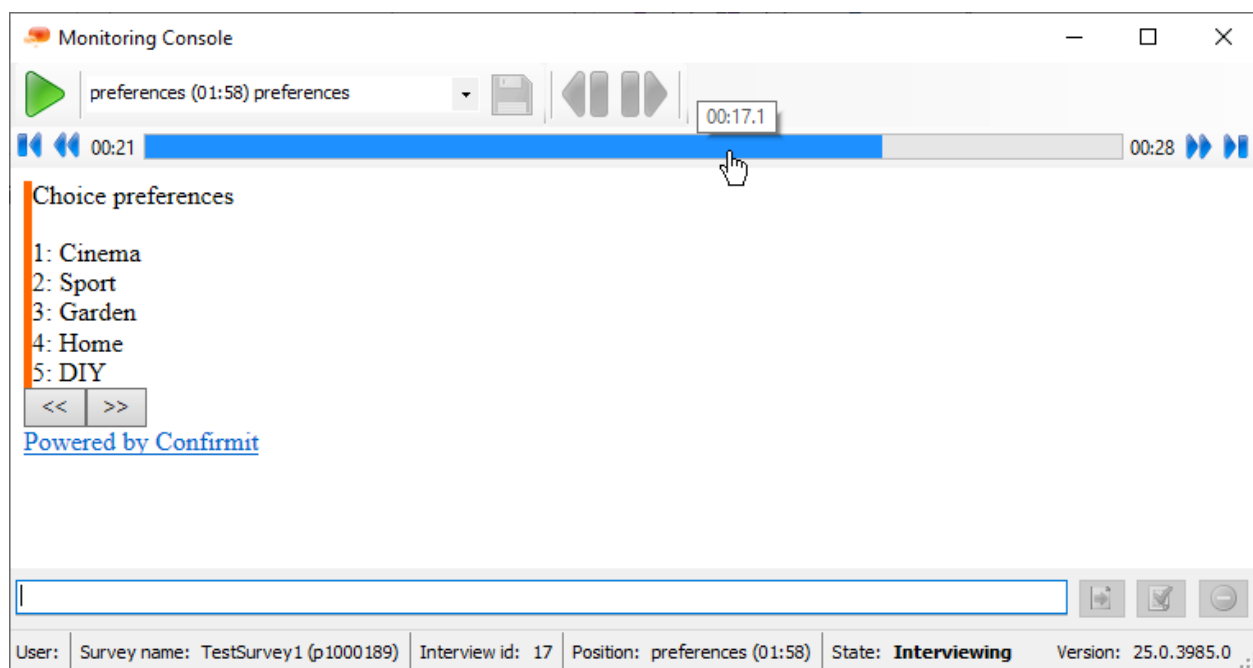 Monitoring Console
preferences (01:58) preferences
00:17.1
00:21
00:28
Choice preferences
1: Cinema
2: Sport
3: Garden
4: Home
5: DIY
<< >>
Powered by Confirmit
User: Survey name: TestSurvey1 (p1000189) Interview id: 17 Position: preferences (01:58) State: Interviewing Version: 25.0.3985.0